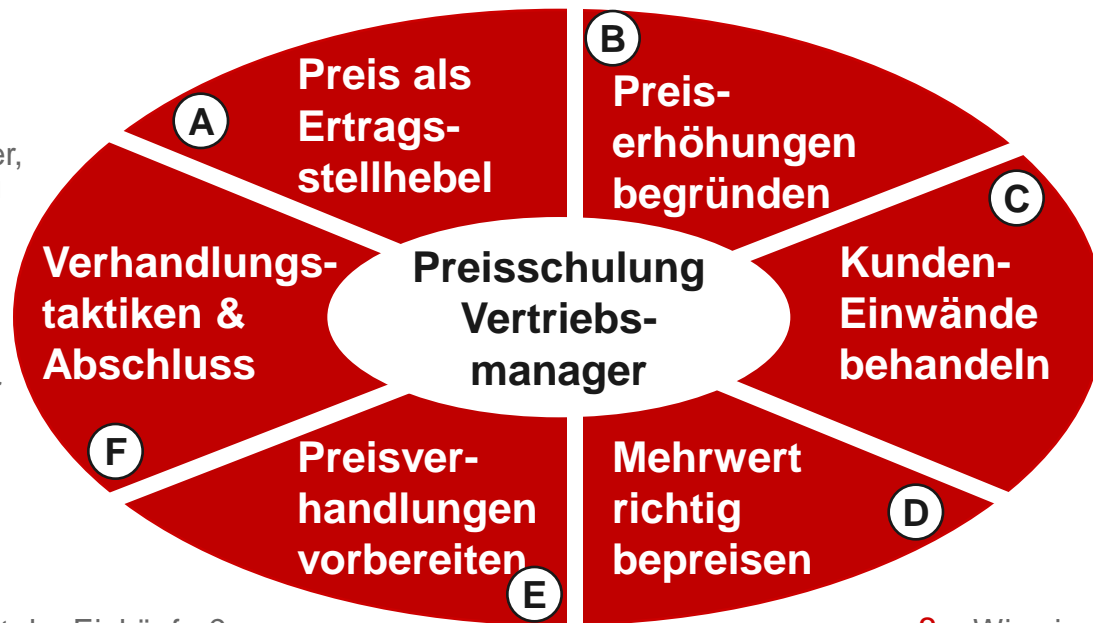 A
Preis als
Ertrags-
stellhebel
B
Preis-
erhöhungen
begründen
C
Kunden-
Einwände
behandeln
D
Mehrwert
richtig
bepreisen
E
Preisver-
handlungen
vorbereiten
F
Verhandlungs-
taktiken &
Abschluss
Preisschulung
Vertriebs-
manager